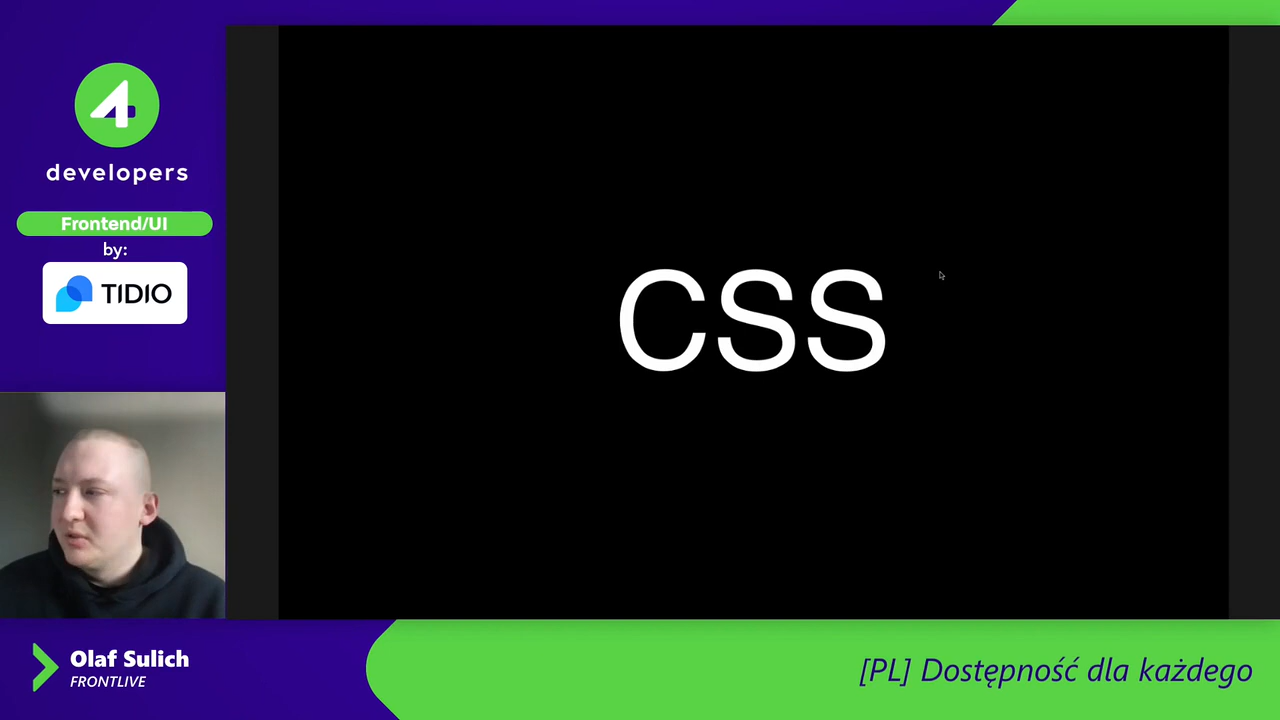 4
developers
Frontend/UI
by:
TIDIO
CSS
Olaf Sulich
FRONTLIVE
[PL] Dostępność dla każdego